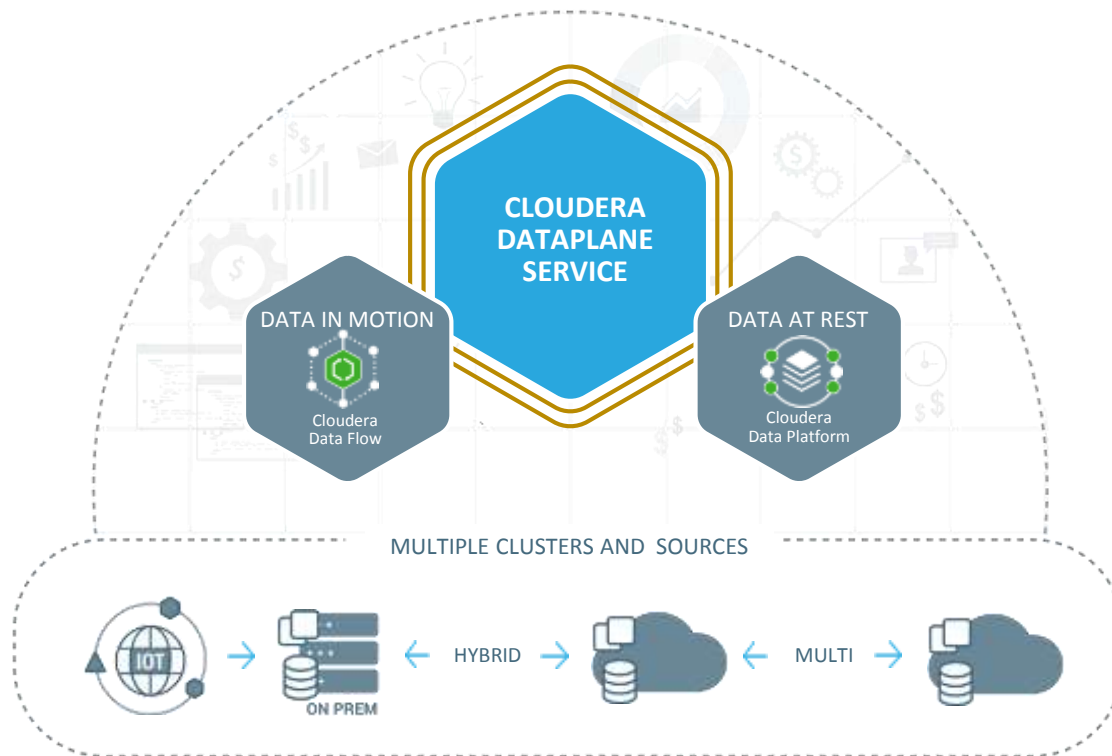 CLOUDERA
DATAPLANE
SERVICE
DATA IN MOTION
Cloudera
Data Flow
DATA AT REST
Cloudera
Data Platform
MULTIPLE CLUSTERS AND SOURCES
IOT
ON PREM
HYBRID
MULTI